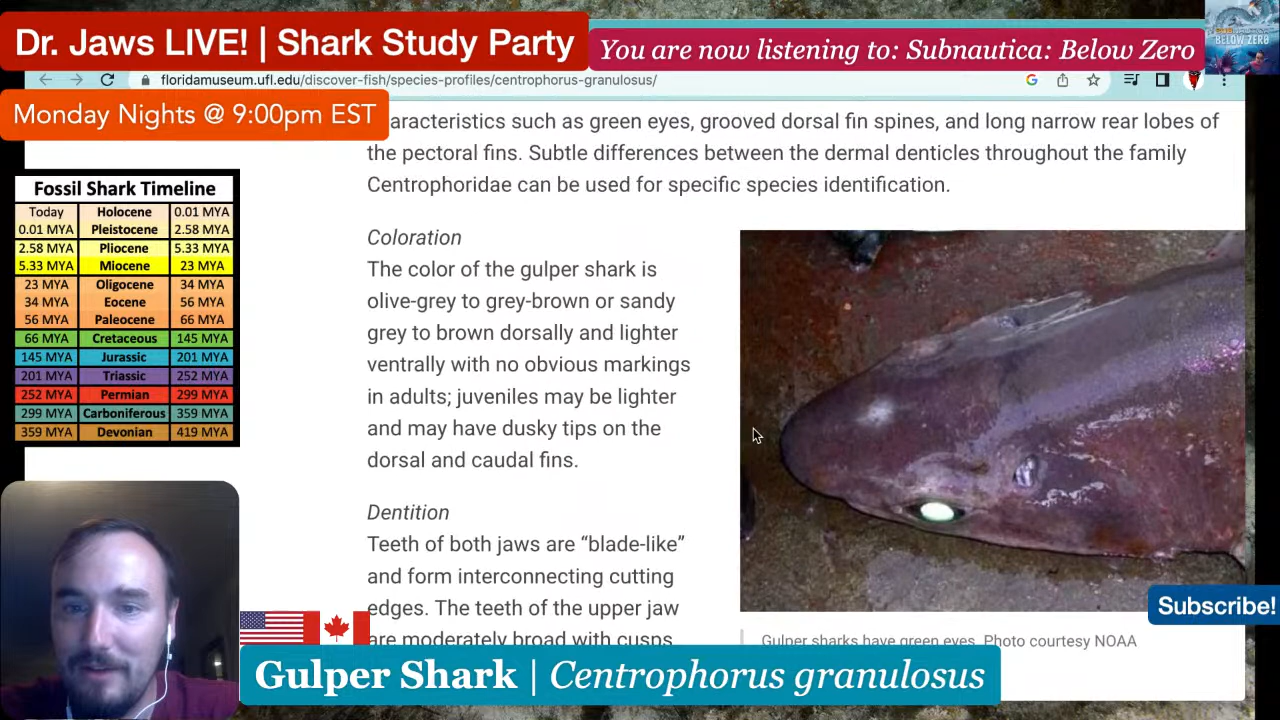 Dr. Jaws LIVE! | Shark Study Party
You are now listening to: Subnautica: Below Zero
BELOW ZERO
floridamuseum.ufl.edu/discover-fish/species-profiles/centrophorus-granulosus/
Monday Nights @ 9:00pm EST
aracteristics such as green eyes, grooved dorsal fin spines, and long narrow rear lobes of
the pectoral fins. Subtle differences between the dermal denticles throughout the family
Centrophoridae can be used for specific species identification.
Fossil Shark Timeline
Today Holocene 0.01 MYA
0.01 MYA Pleistocene 2.58 MYA
2.58 MYA Pliocene 5.33 MYA
5.33 MYA Miocene 23 MYA
23 MYA Oligocene 34 MYA
34 MYA Eocene 56 MYA
56 MYA Paleocene 66 MYA
66 MYA Cretaceous 145 MYA
145 MYA Jurassic 201 MYA
201 MYA Triassic 252 MYA
252 MYA Permian 299 MYA
299 MYA Carboniferous 359 MYA
359 MYA Devonian 419 MYA
Coloration
The color of the gulper shark is
olive-grey to grey-brown or sandy
grey to brown dorsally and lighter
ventrally with no obvious markings
in adults; juveniles may be lighter
and may have dusky tips on the
dorsal and caudal fins.
Dentition
Teeth of both jaws are “blade-like”
and form interconnecting cutting
edges. The teeth of the upper jaw
are moderately broad with cusps
Gulper sharks have green eyes. Photo courtesy NOAA
Subscribe!
Gulper Shark | Centrophorus granulosus